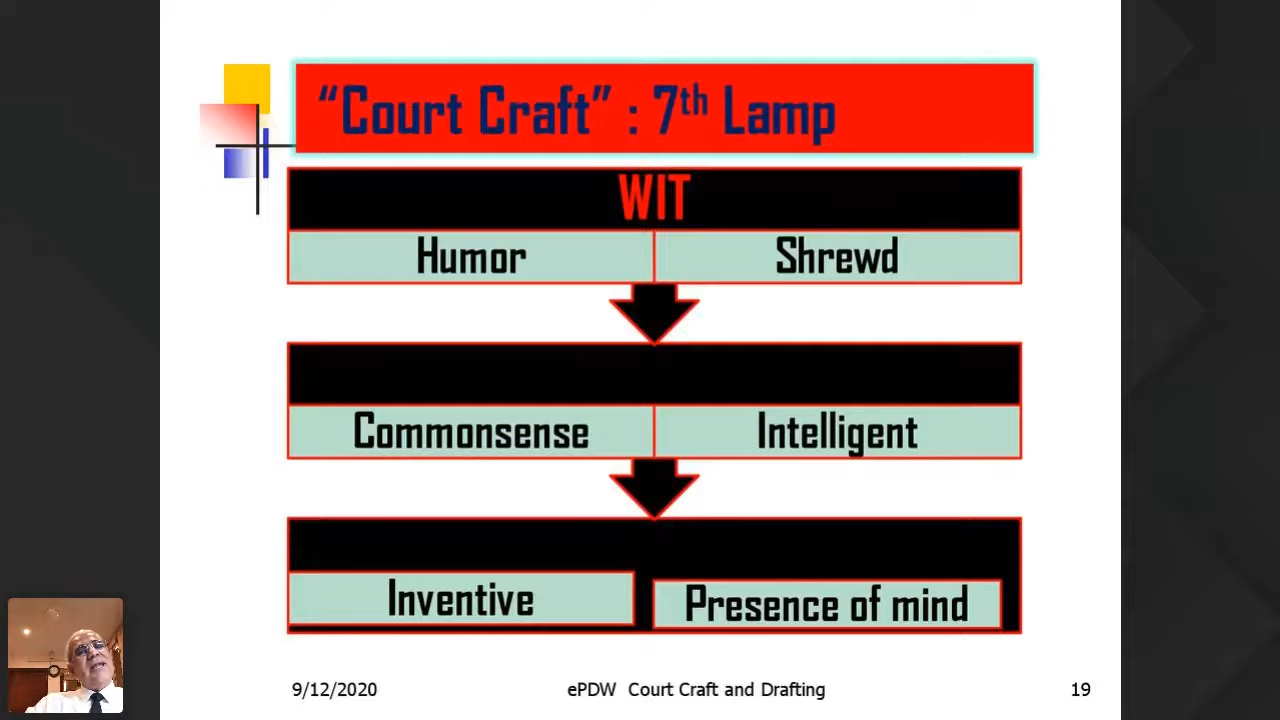 “Court Craft” : 7th Lamp
WIT
Humor
Shrewd
Commonsense
Intelligent
Inventive
Presence of mind
9/12/2020
ePDW Court Craft and Drafting
19